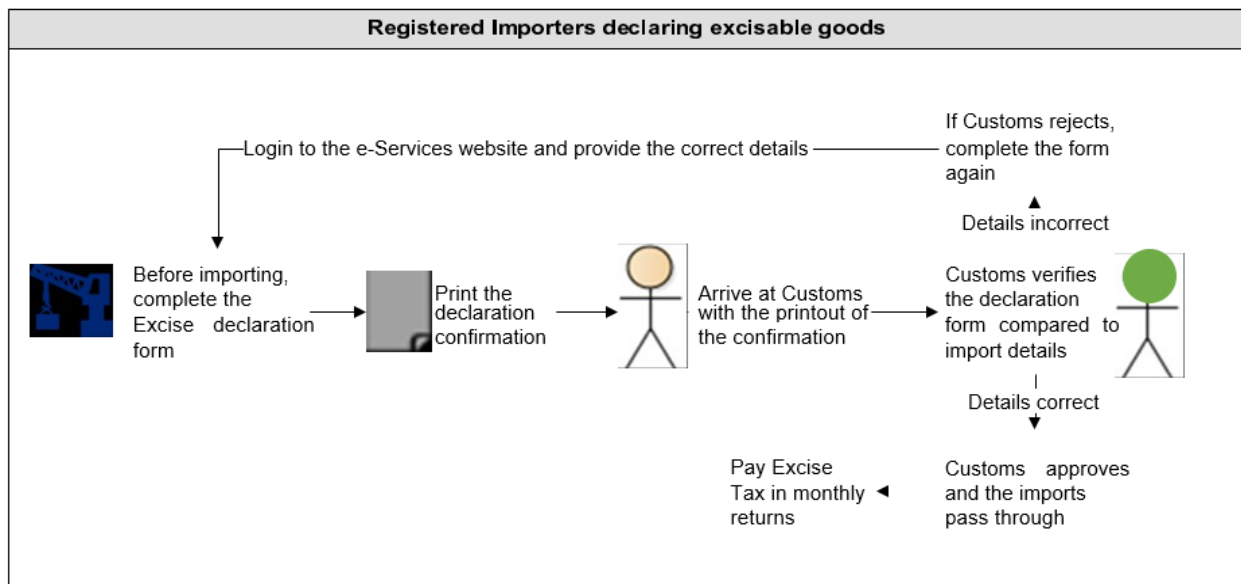 Registered Importers declaring excisable goods
If Customs rejects,
complete the form
again
Login to the e-Services website and provide the correct details
Details incorrect
Before importing,
complete the
Excise declaration
form
Print the
declaration
confirmation
Arrive at Customs
with the printout of
the confirmation
Customs verifies
the declaration
form compared to
import details
Details correct
Customs approves
and the imports
pass through
Pay Excise
Tax in monthly
returns